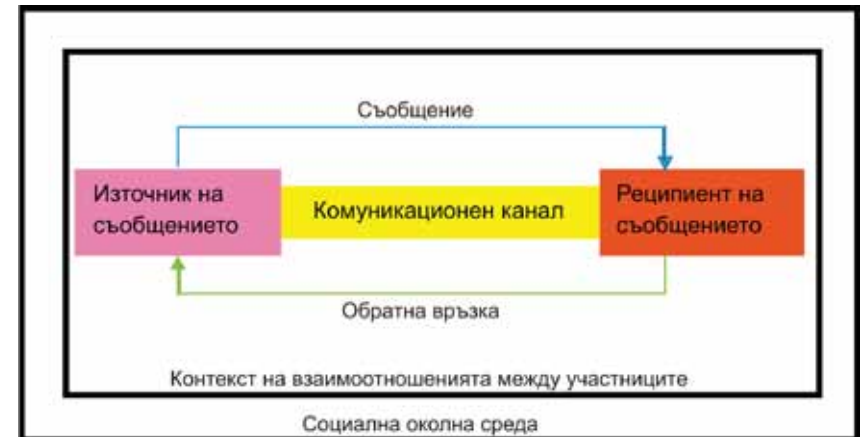 Съобщение
Източник на
съобщението
Комуникационен канал
Реципиент на
съобщението
Обратна връзка
Контекст на взаимоотношенията между участниците
Социална околна среда